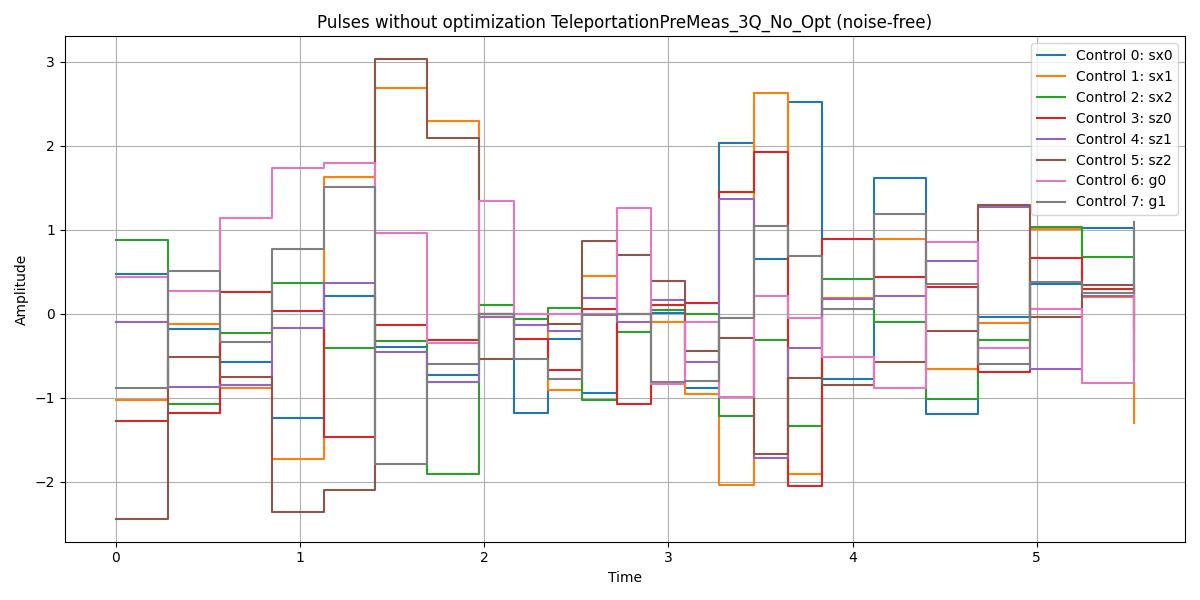 Pulses without optimization TeleportationPreMeas_3Q_No_Opt (noise-free)
Control 0: sx0
Control 1: sx1
Control 2: sx2
Control 3: sz0
Control 4: sz1
Control 5: sz2
Control 6: g0
Control 7: g1
Amplitude
3
2
1
0
−1
−2
0 1 2 3 4 5
Time